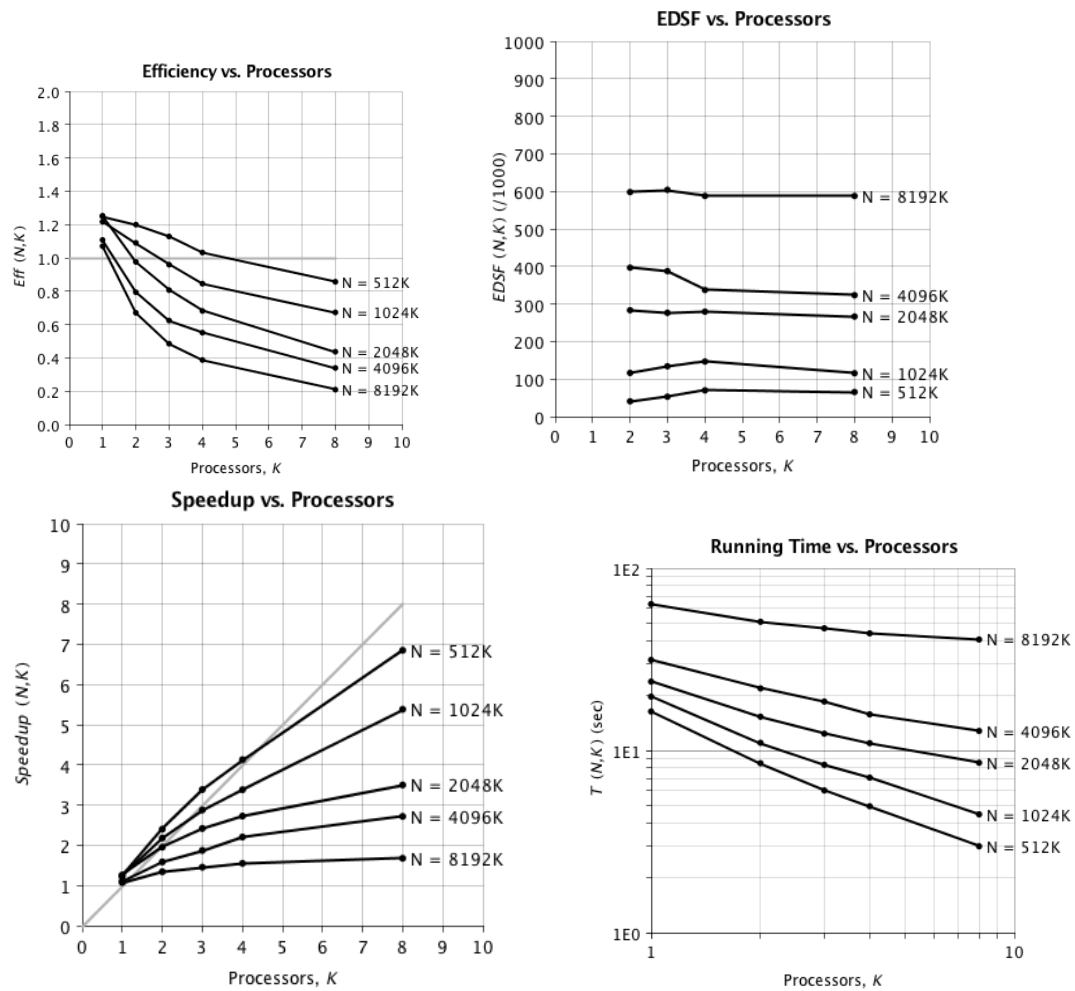 Efficiency vs. Processors
Eff (N,K)
2.0
1.8
1.6
1.4
1.2
1.0
0.8
0.6
0.4
0.2
0.0
N = 512K
N = 1024K
N = 2048K
N = 4096K
N = 8192K
0 1 2 3 4 5 6 7 8 9 10
Processors, K
EDSF vs. Processors
EDSF (N,K) (/1000)
1000
900
800
700
600
500
400
300
200
100
0
N = 8192K
N = 4096K
N = 2048K
N = 1024K
N = 512K
0 1 2 3 4 5 6 7 8 9 10
Processors, K
Speedup vs. Processors
Speedup (N,K)
10
9
8
7
6
5
4
3
2
1
0
N = 512K
N = 1024K
N = 2048K
N = 4096K
N = 8192K
0 1 2 3 4 5 6 7 8 9 10
Processors, K
Running Time vs. Processors
T (N,K) (sec)
1E2
1E1
1E0
N = 8192K
N = 4096K
N = 2048K
N = 1024K
N = 512K
1 10
Processors, K